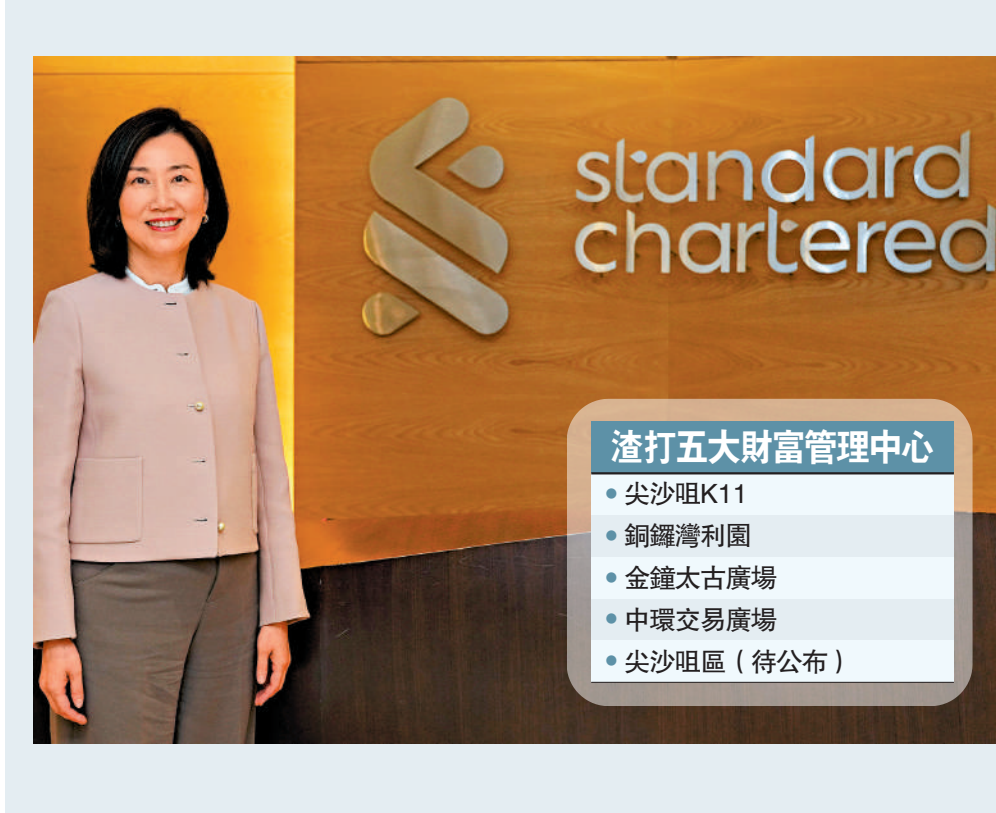 standard
chartered
渣打五大財富管理中心
• 尖沙咀K11
• 銅鑼灣利園
• 金鐘太古廣場
• 中環交易廣場
• 尖沙咀區（待公布）